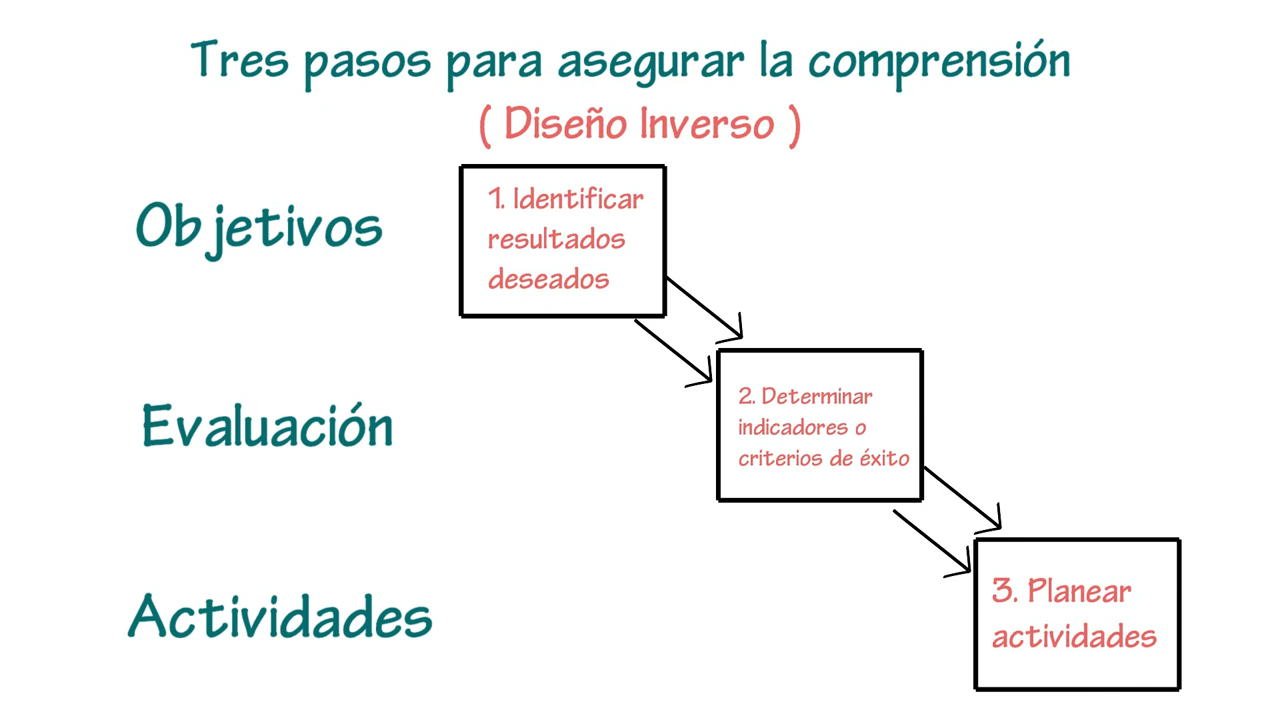 Tres pasos para asegurar la comprensión
( Diseño Inverso )
Objetivos
1. Identificar
resultados
deseados
Evaluación
2. Determinar
indicadores o
criterios de éxito
Actividades
3. Planear
actividades